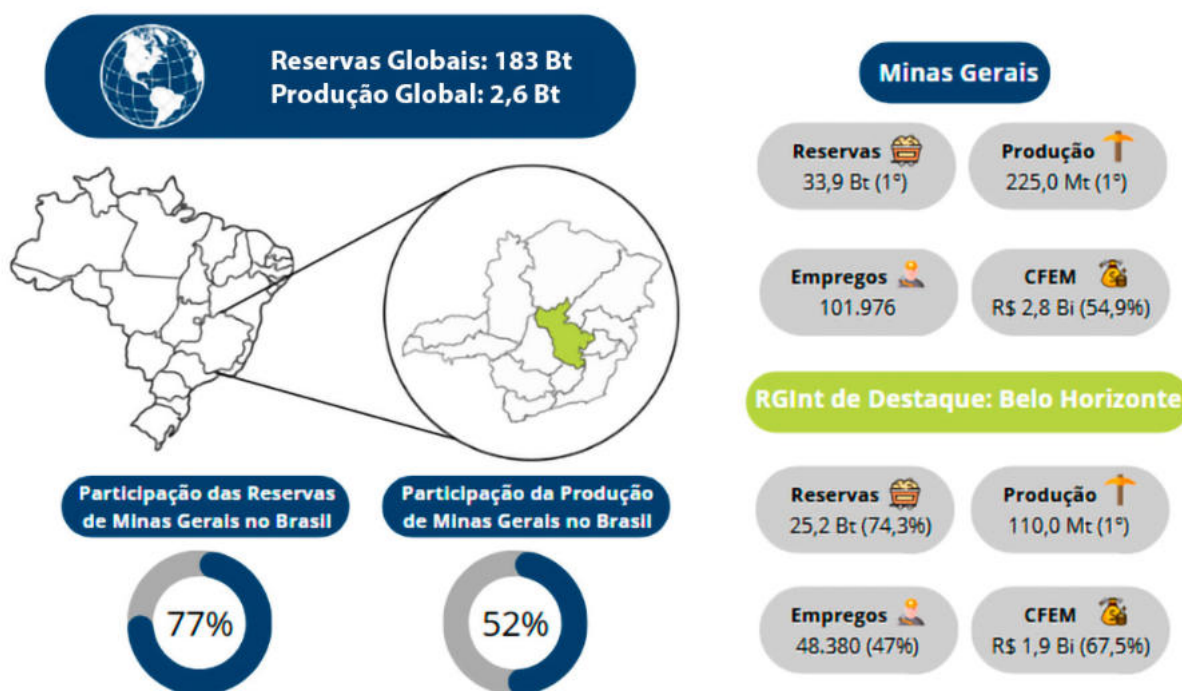 Reservas Globais: 183 Bt
Produção Global: 2,6 Bt
Minas Gerais
Reservas
33,9 Bt (1°)
Produção
225,0 Mt (1°)
Empregos
101.976
CFEM
R$ 2,8 Bi (54,9%)
RGInt de Destaque: Belo Horizonte
Reservas
25,2 Bt (74,3%)
Produção
110,0 Mt (1°)
Empregos
48.380 (47%)
CFEM
R$ 1,9 Bi (67,5%)
Participação das Reservas
de Minas Gerais no Brasil
77%
Participação da Produção
de Minas Gerais no Brasil
52%